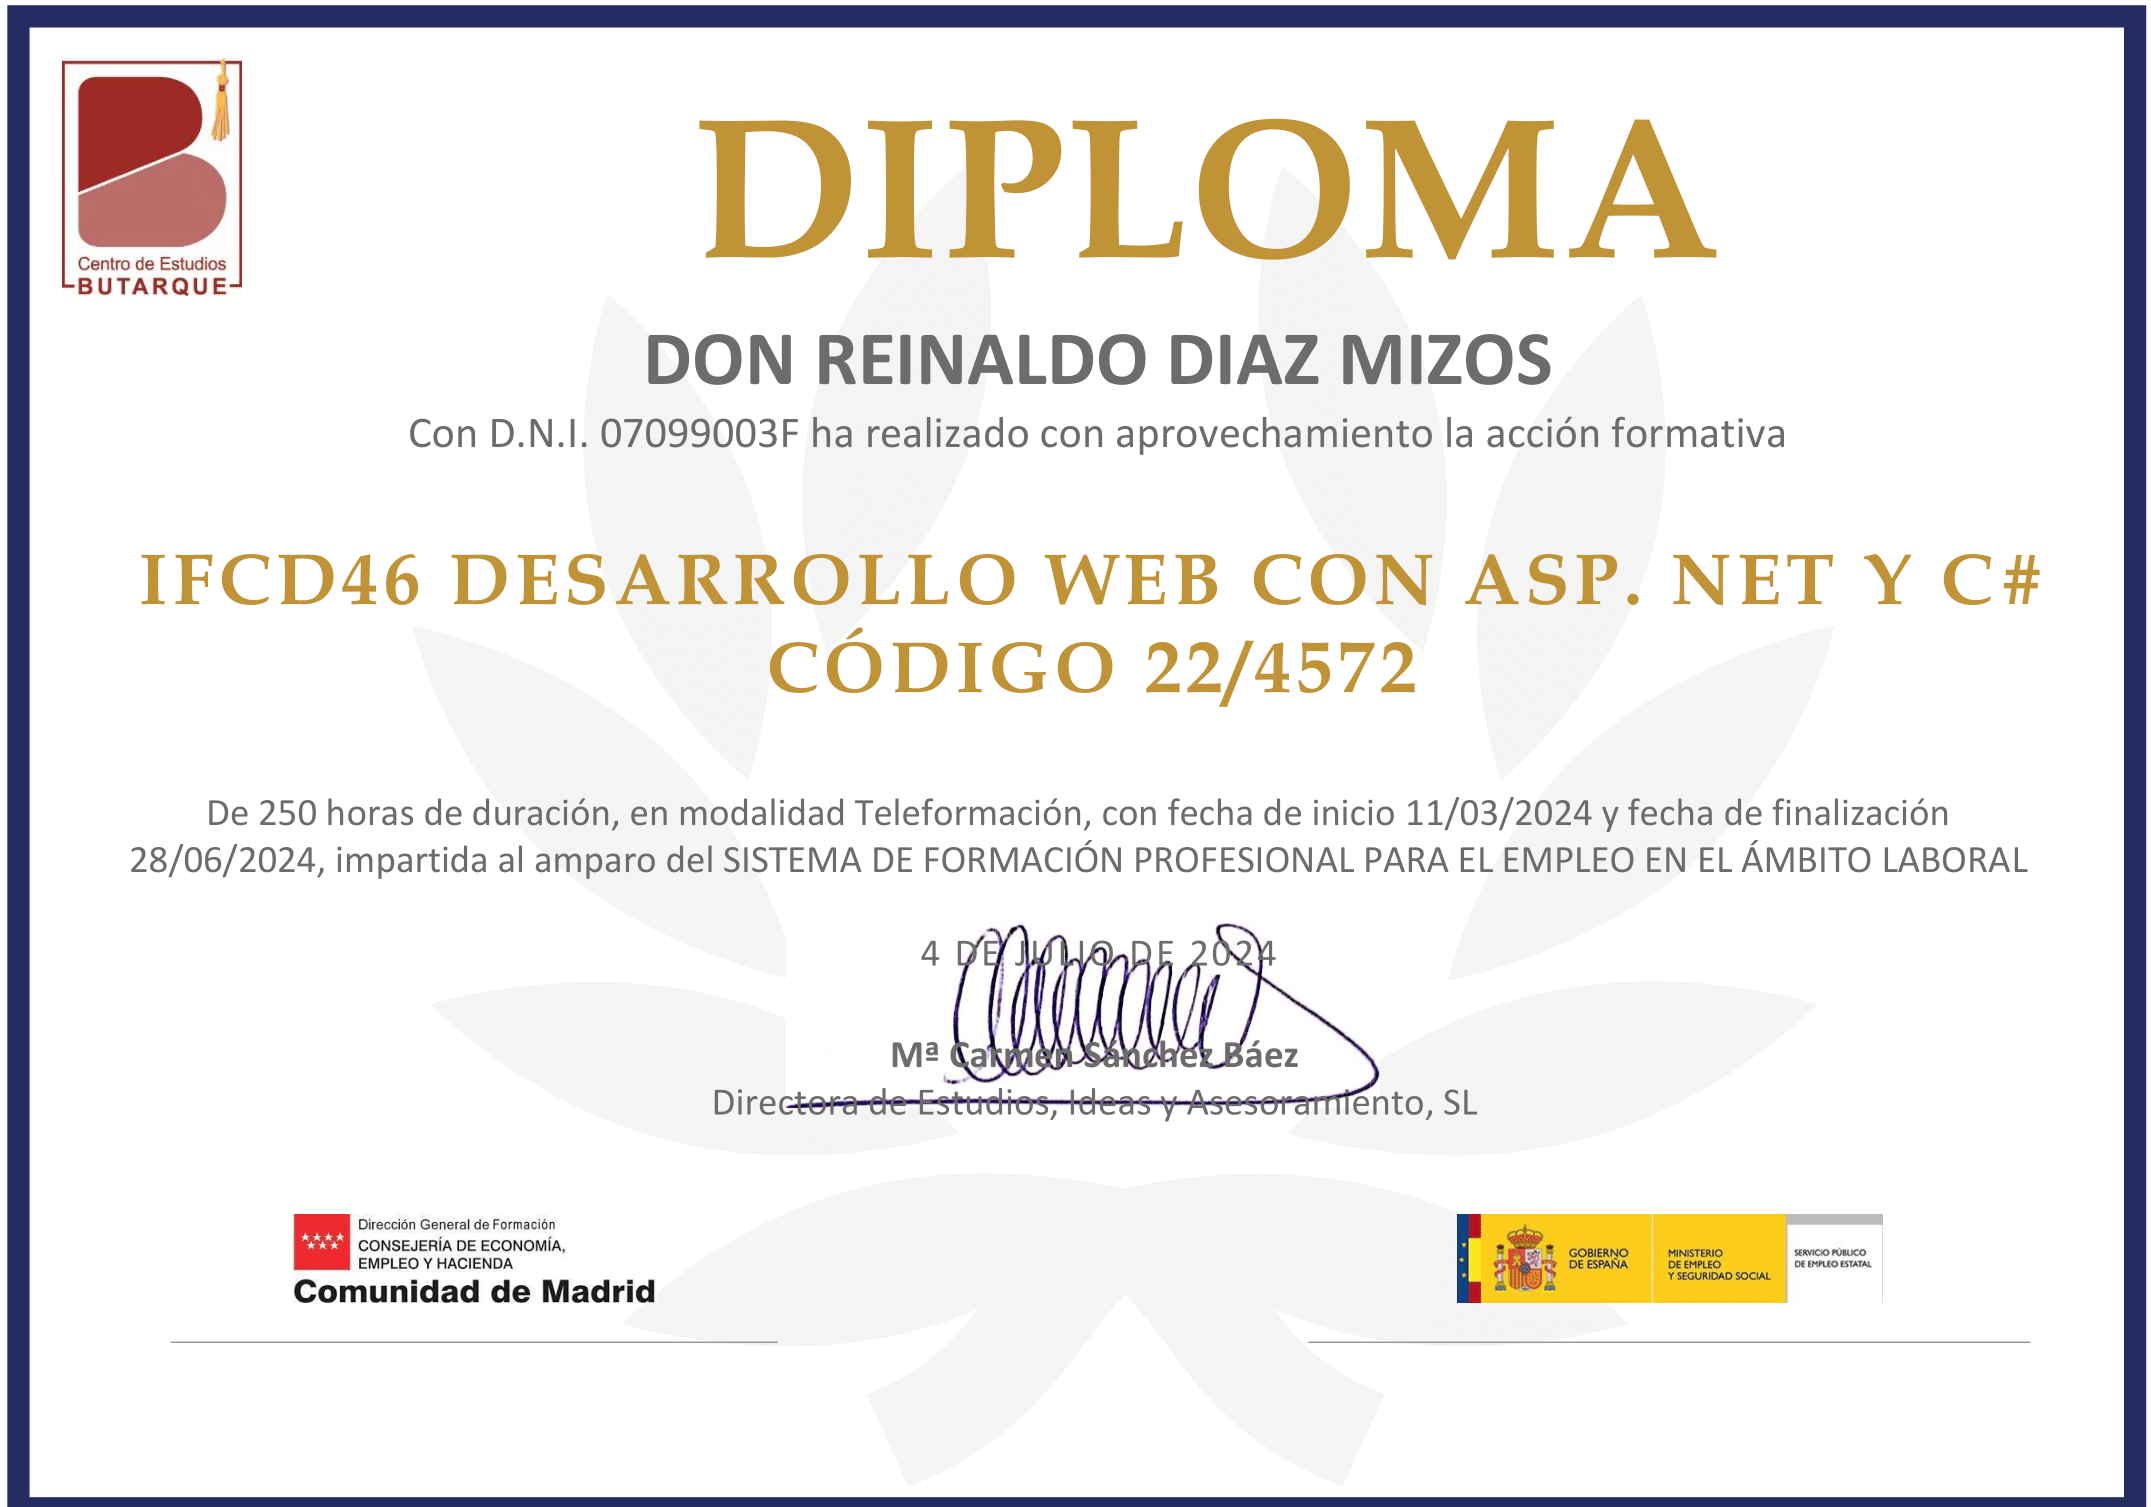 Centro de Estudios
BUTARQUE
DIPLOMA
DON REINALDO DIAZ MIZOS
Con D.N.I. 07099003F ha realizado con aprovechamiento la acción formativa
IFCD46 DESARROLLO WEB CON ASP. NET Y C#
CÓDIGO 22/4572
De 250 horas de duración, en modalidad Teleformación, con fecha de inicio 11/03/2024 y fecha de finalización
28/06/2024, impartida al amparo del SISTEMA DE FORMACIÓN PROFESIONAL PARA EL EMPLEO EN EL ÁMBITO LABORAL
4 DE JULIO DE 2024
Mª Carmen Sánchez Báez
Directora de Estudios, Ideas y Asesoramiento, SL
Dirección General de Formación
CONSEJERÍA DE ECONOMÍA,
EMPLEO Y HACIENDA
Comunidad de Madrid
GOBIERNO
DE ESPAÑA
MINISTERIO
DE EMPLEO
Y SEGURIDAD SOCIAL
SERVICIO PÚBLICO
DE EMPLEO ESTATAL